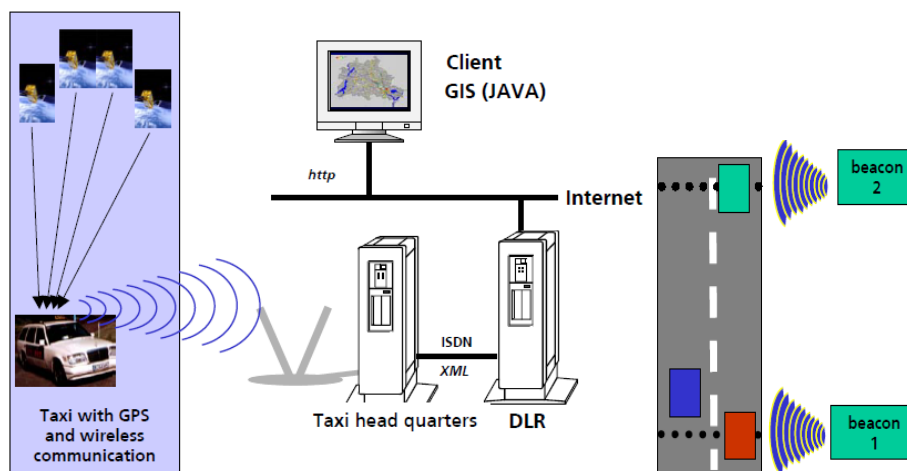 Client
GIS (JAVA)
http
Internet
ISDN
XML
Taxi head quarters
DLR
Taxi with GPS
and wireless
communication
beacon
2
beacon
1